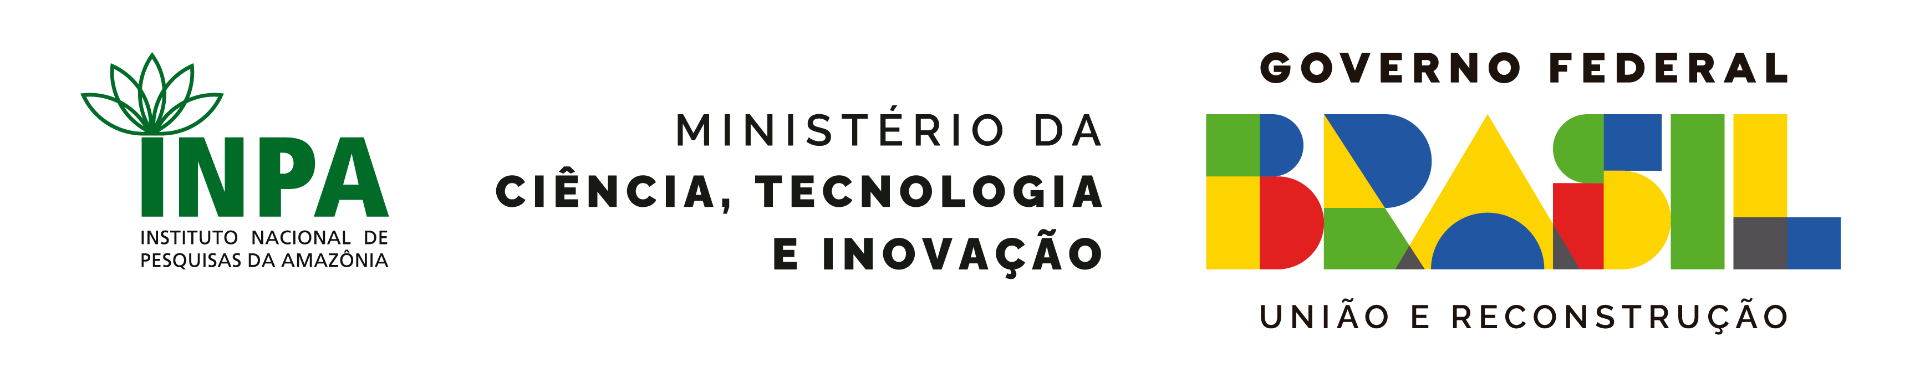 INPA
INSTITUTO NACIONAL DE
PESQUISAS DA AMAZÔNIA
MINISTÉRIO DA
CIÊNCIA, TECNOLOGIA
E INOVAÇÃO
GOVERNO FEDERAL
BRASIL
UNIÃO E RECONSTRUÇÃO